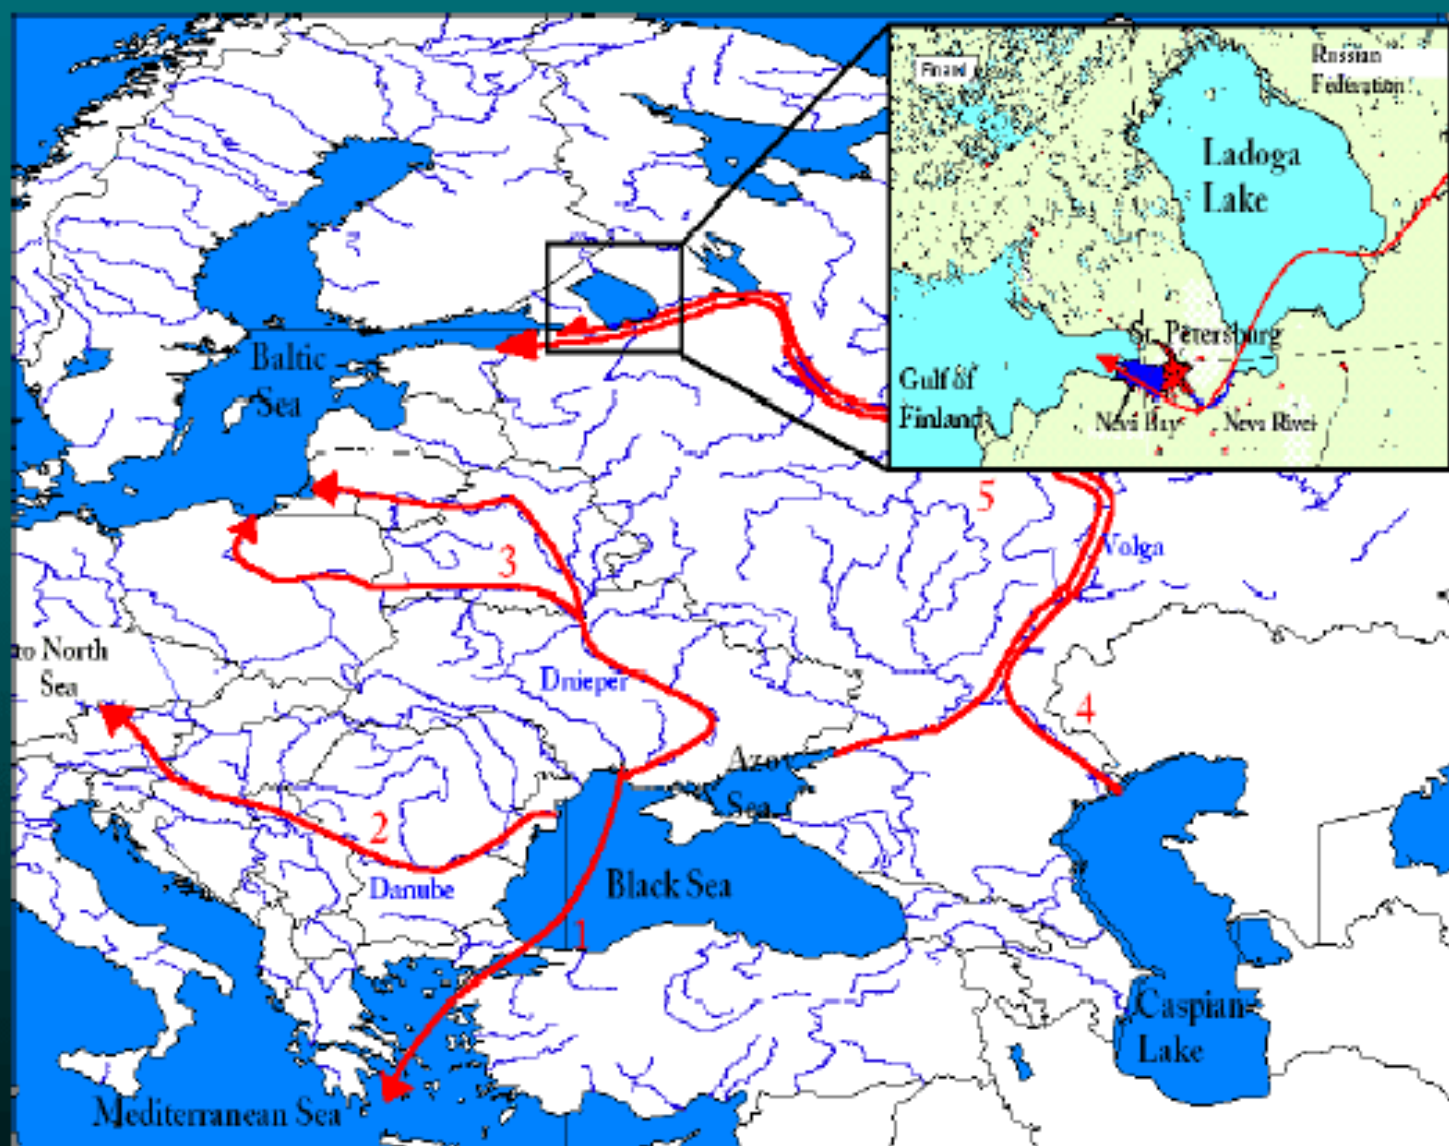 Finland
Russian
Federation
Ladoga
Lake
St. Petersburg
Gulf of
Finland
Neva Bay
Neva River
Baltic
Sea
5
Volga
3
to North
Sea
Dnieper
4
Azov
Sea
2
Danube
Black Sea
1
Caspian
Lake
Mediterranean Sea